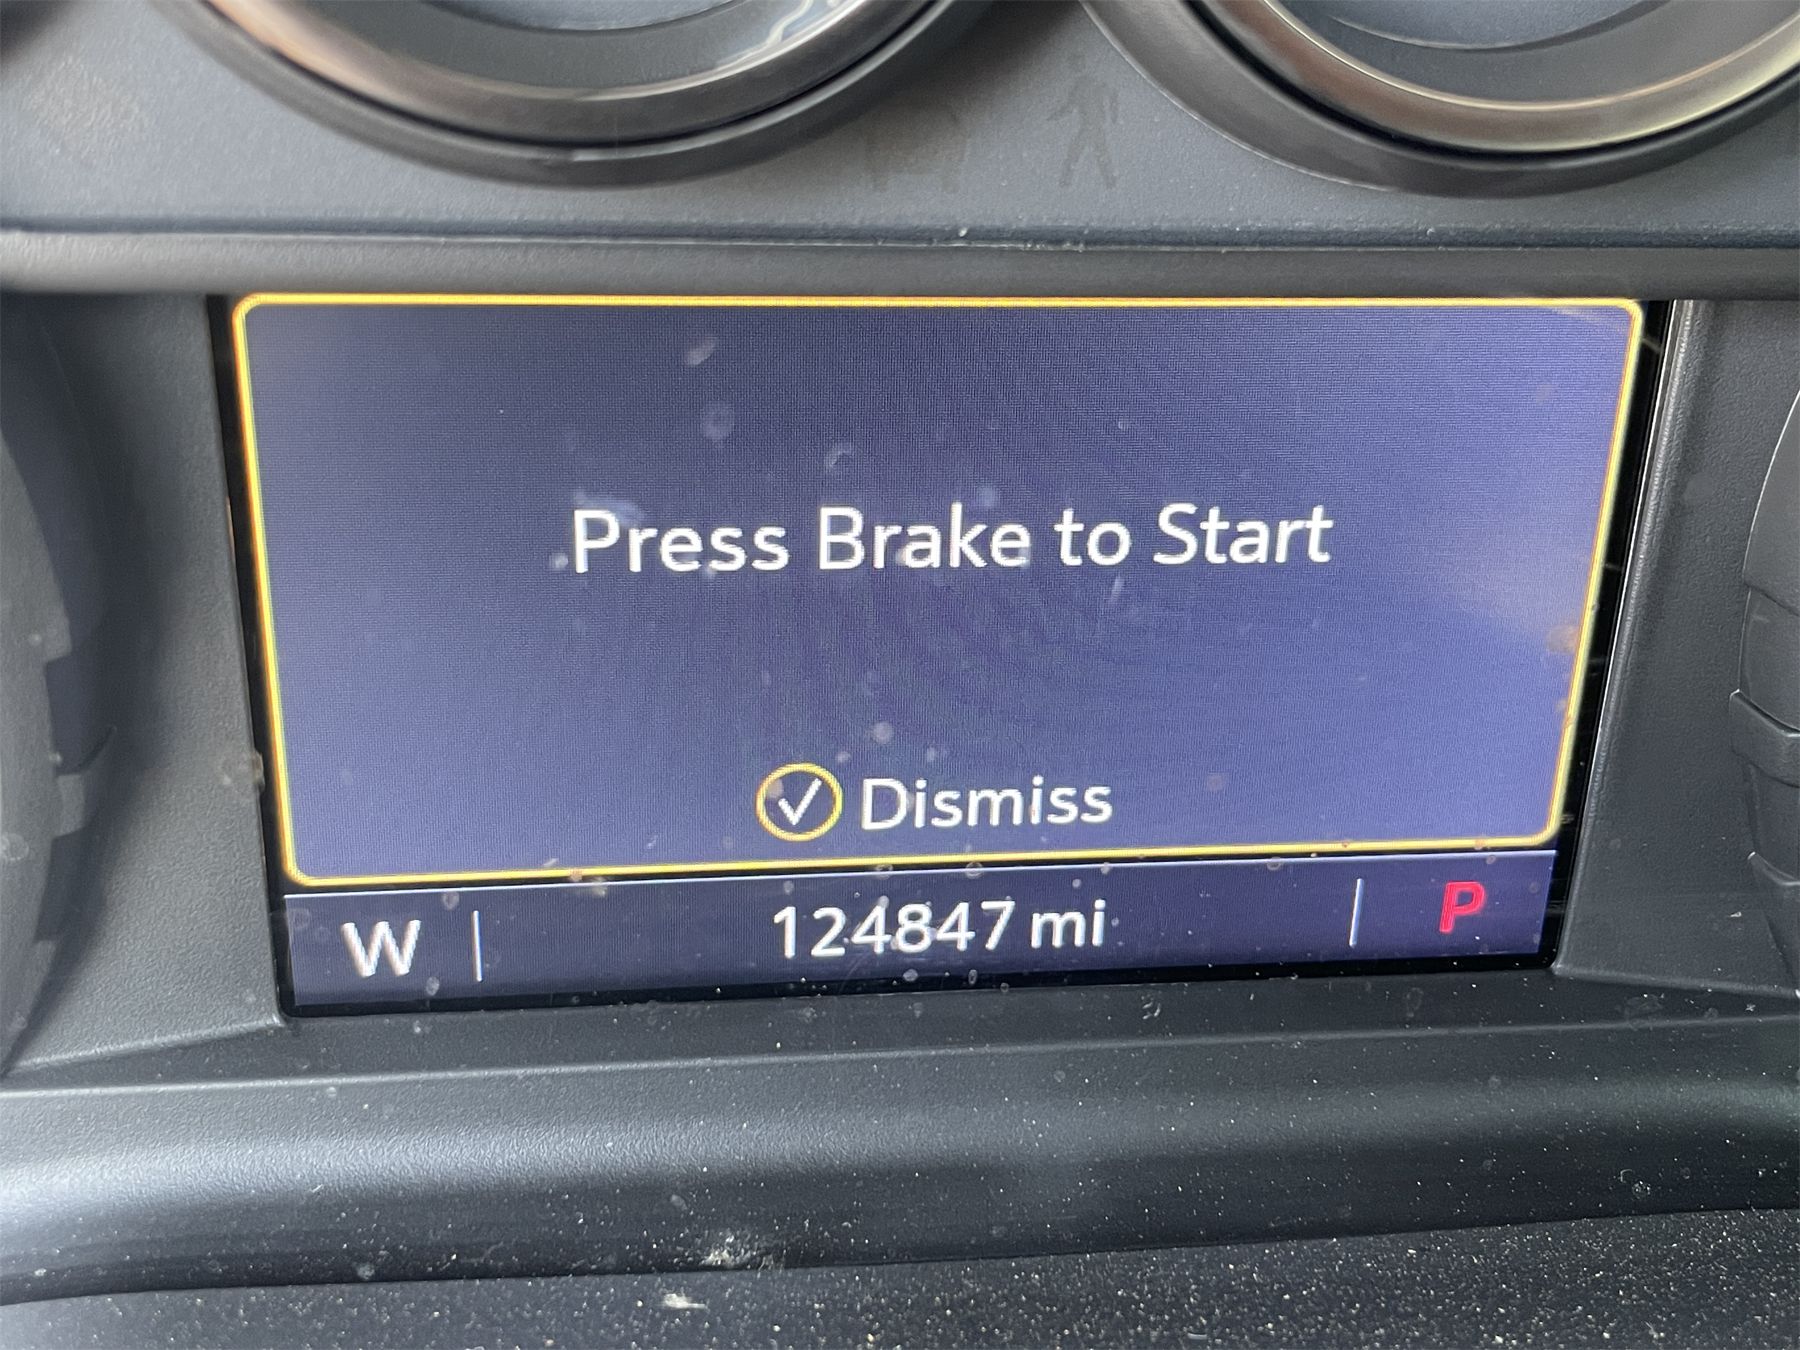 Press Brake to Start
Dismiss
W 124847 mi P